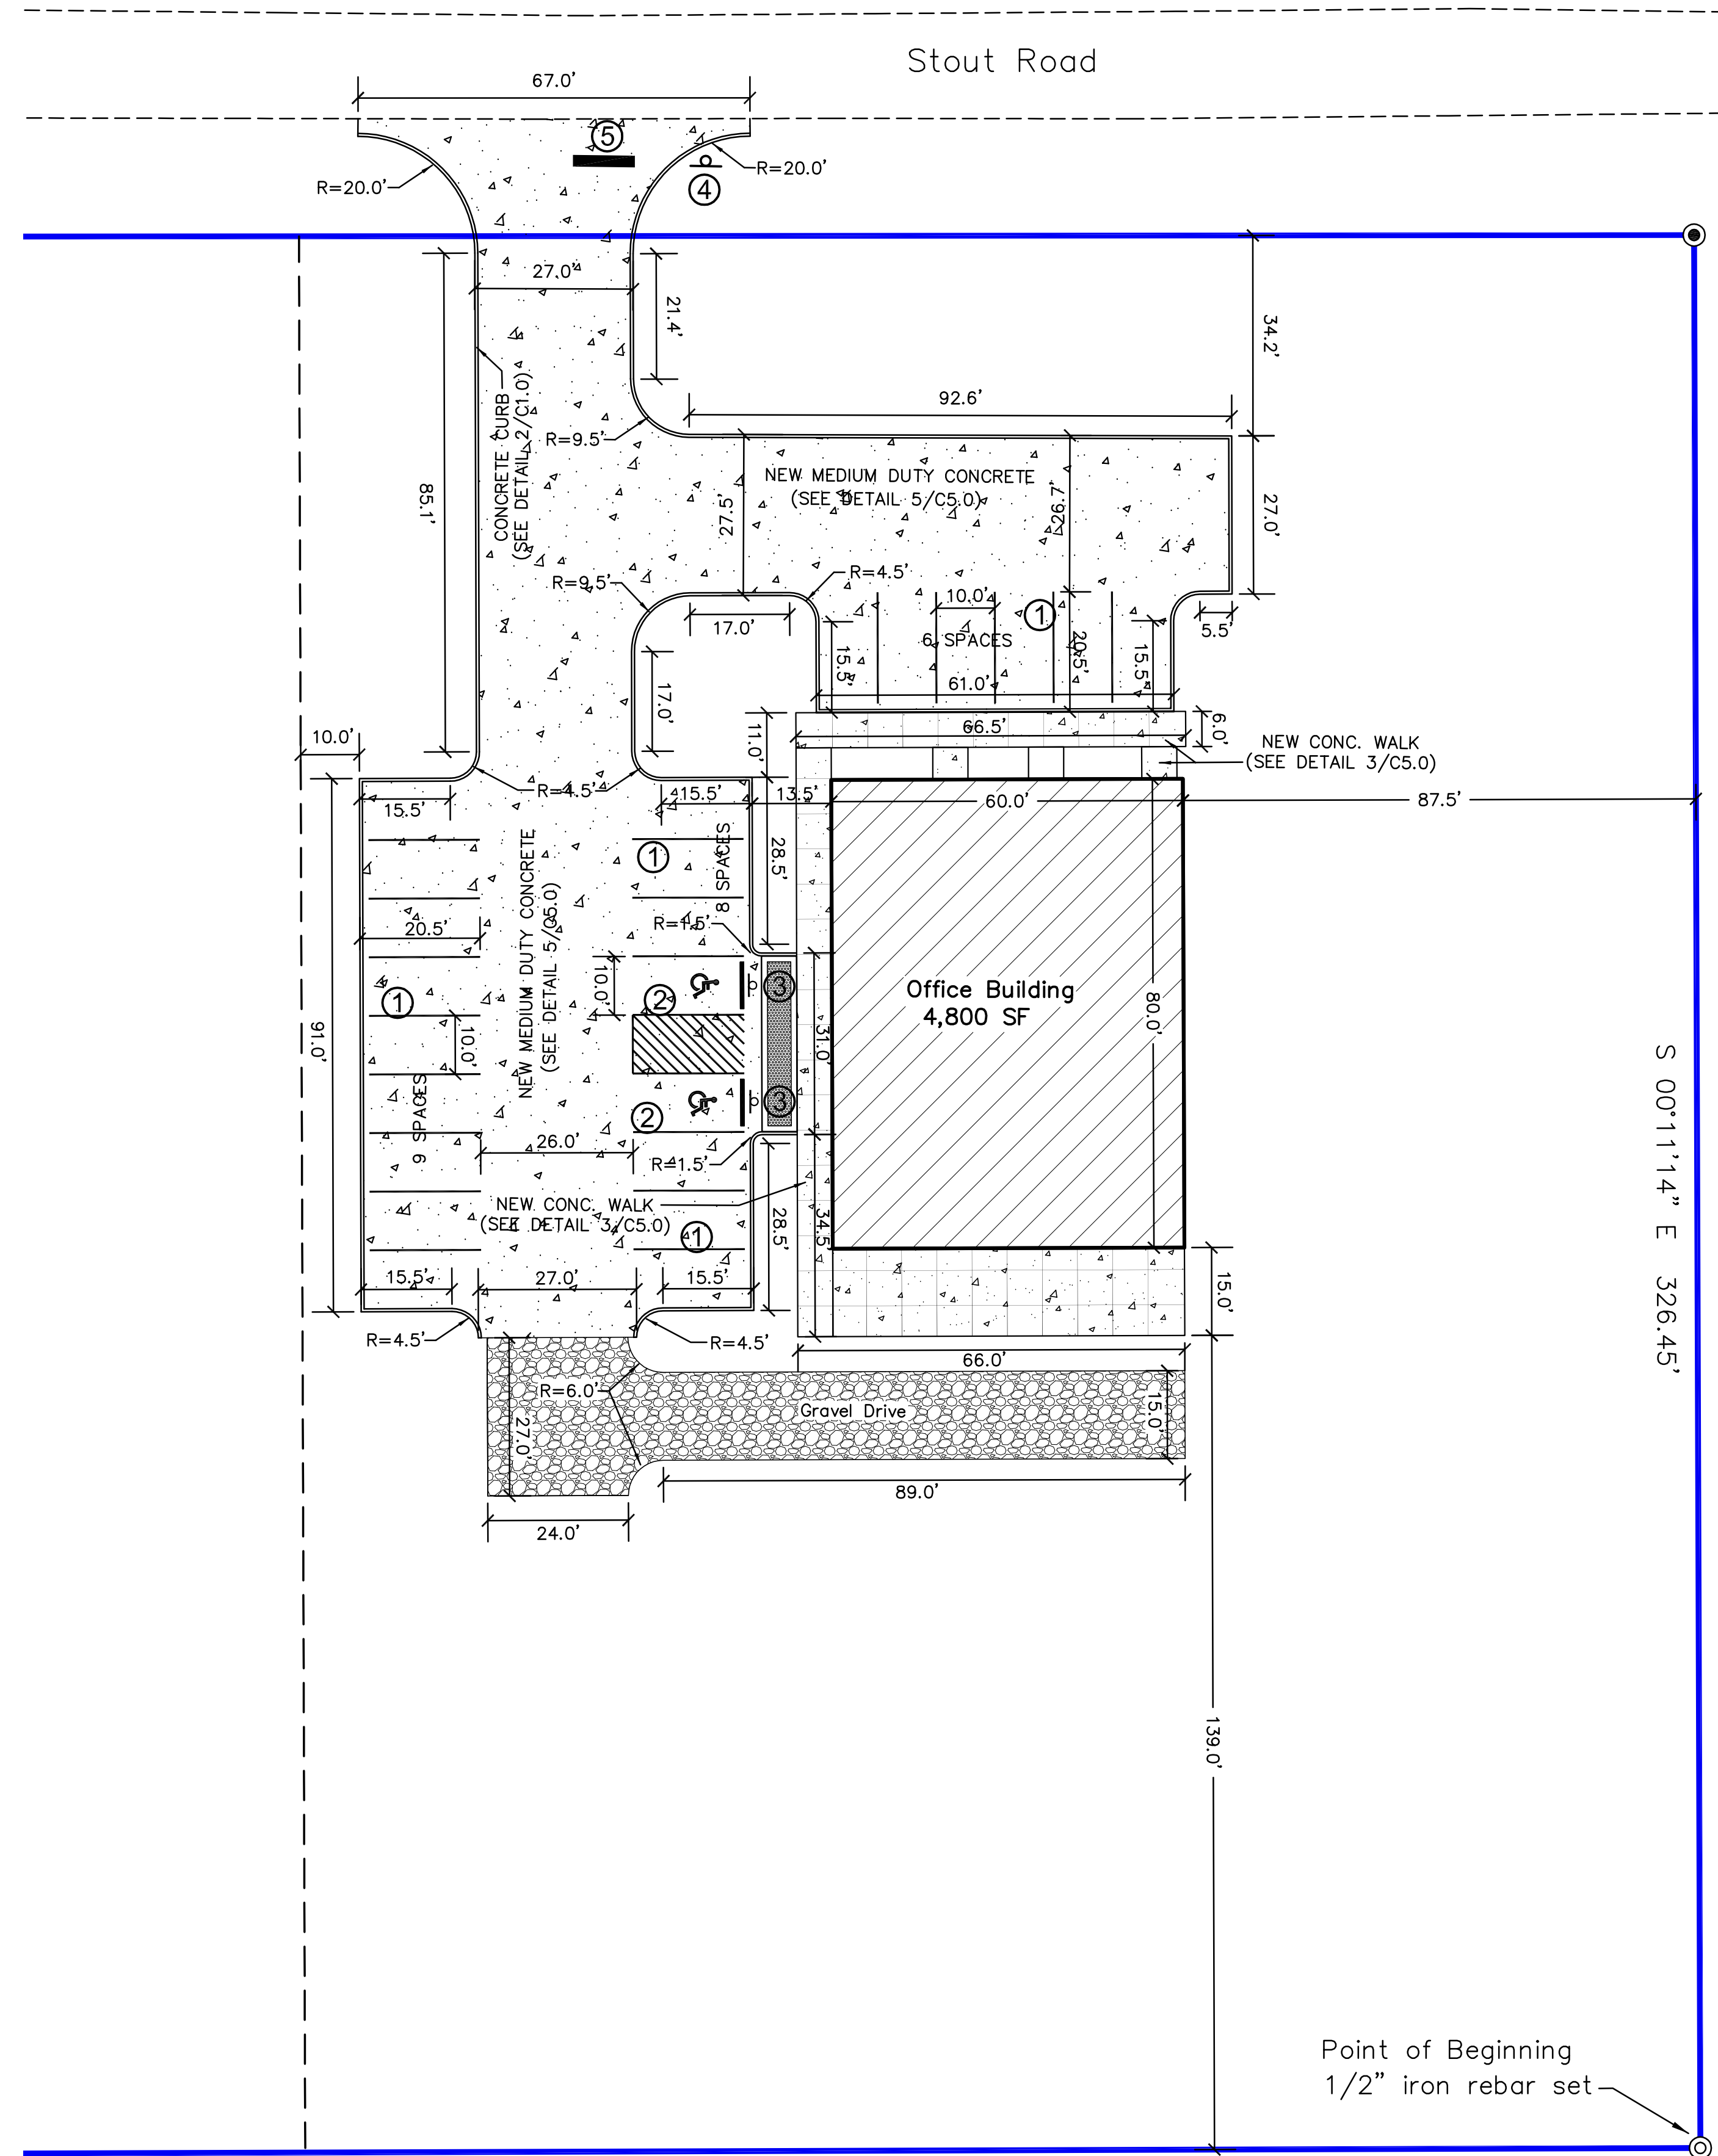 Stout Road
67.0'
5
R=20.0'
R=20.0'
4
27.0'
21.4'
34.2'
CONCRETE CURB
(SEE DETAIL 2/C1.0)
92.6'
R=9.5'
85.1'
NEW MEDIUM DUTY CONCRETE
(SEE DETAIL 5/C5.0)
27.5'
26.7'
27.0'
R=9.5'
R=4.5'
10.0'
1
17.0'
6 SPACES
5.5'
15.5'
20.5'
15.5'
61.0'
17.0'
11.0'
66.5'
6.0'
10.0'
NEW CONC. WALK
(SEE DETAIL 3/C5.0)
R=4.5'
15.5'
15.5'
13.5'
60.0'
87.5'
NEW MEDIUM DUTY CONCRETE
(SEE DETAIL 5/C5.0)
1
8 SPACES
28.5'
20.5'
R=1.5'
10.0'
1
2
3
Office Building
4,800 SF
80.0'
10.0'
31.0'
91.0'
S 00°11'14" E 326.45'
9 SPACES
2
3
26.0'
R=1.5'
NEW CONC. WALK
(SEE DETAIL 3/C5.0)
1
28.5'
34.5'
15.5'
27.0'
15.5'
15.0'
R=4.5'
R=4.5'
66.0'
R=6.0'
Gravel Drive
15.0'
27.0'
89.0'
24.0'
139.0'
Point of Beginning
1/2" iron rebar set